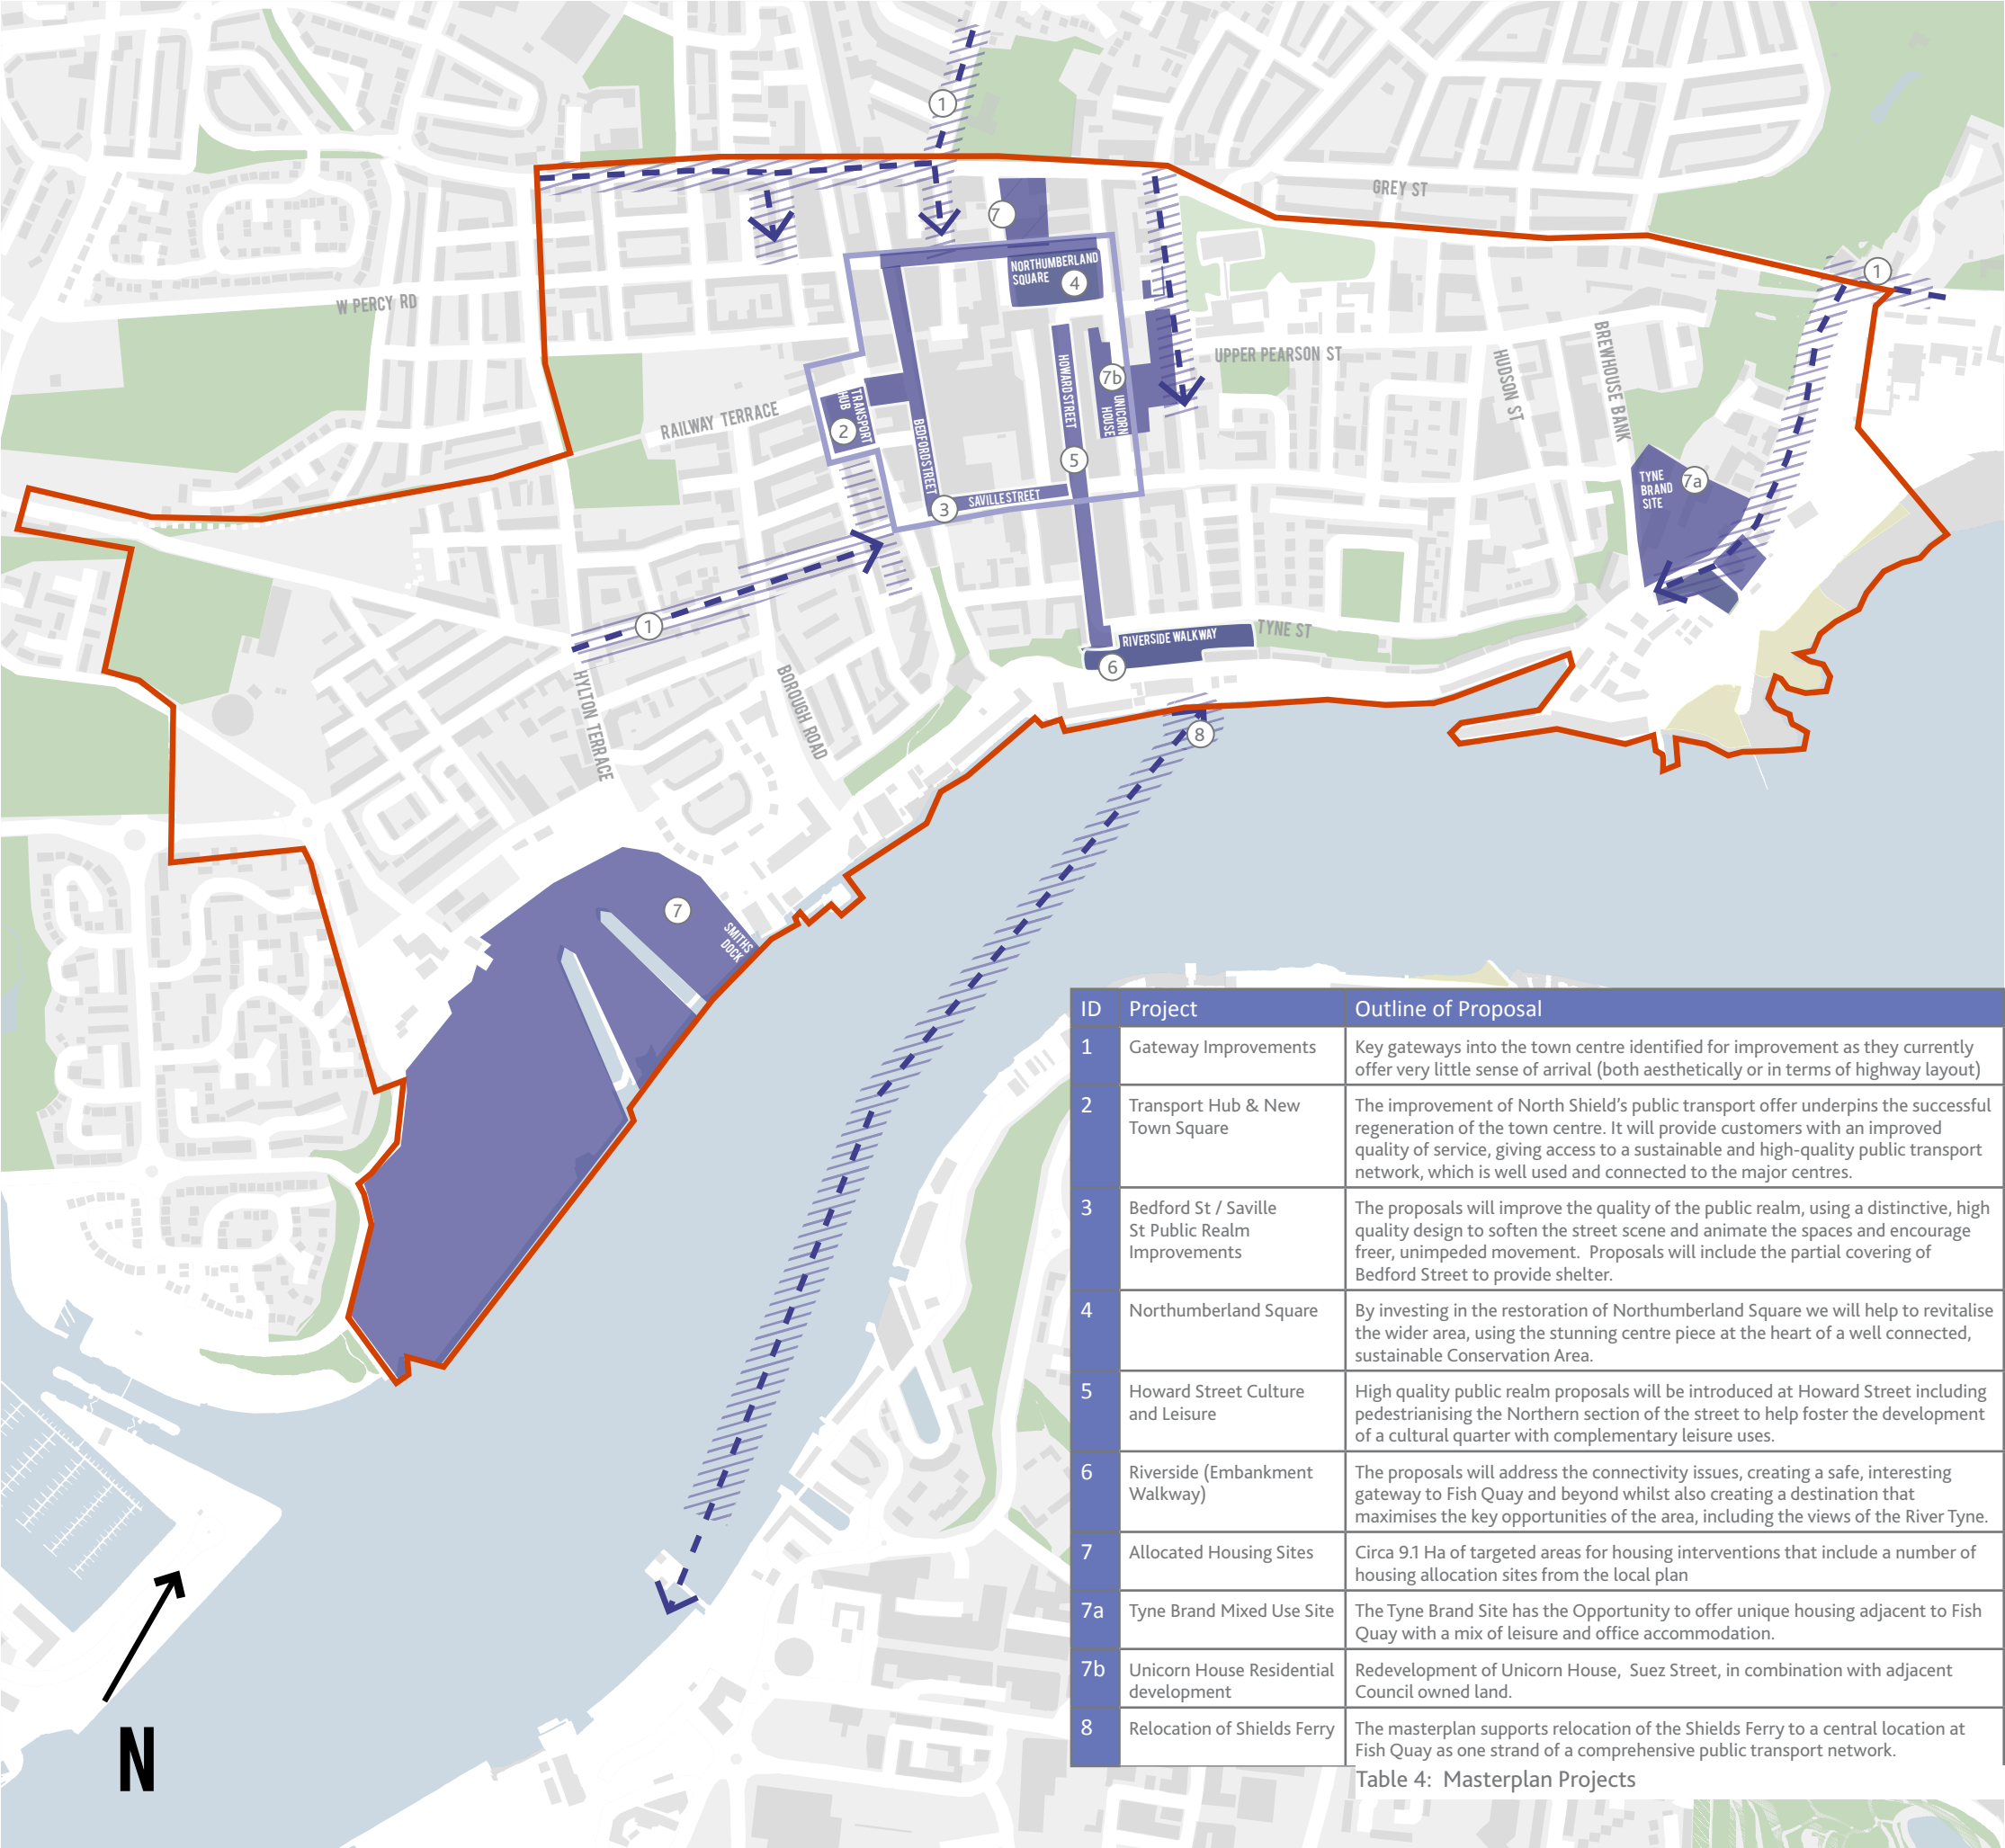 1
GREY ST
7
NORTHUMBERLAND
SQUARE
4
1
W PERCY RD
HOWARD STREET
7b
UNICORN
HOUSE
UPPER PEARSON ST
HUDSON ST
BREWHOUSE BANK
RAILWAY TERRACE
TRANSPORT
HUB
2
BEDFORD STREET
5
3
SAVILLE STREET
TYNE
BRAND
SITE
7a
1
RIVERSIDE WALKWAY
TYNE ST
6
HYLTON TERRACE
BOROUGH ROAD
8
7
SMITHS
DOCK
N
ID Project Outline of Proposal
1 Gateway Improvements Key gateways into the town centre identified for improvement as they currently
offer very little sense of arrival (both aesthetically or in terms of highway layout)
2 Transport Hub & New The improvement of North Shield's public transport offer underpins the successful
Town Square regeneration of the town centre. It will provide customers with an improved
quality of service, giving access to a sustainable and high-quality public transport
network, which is well used and connected to the major centres.
3 Bedford St / Saville The proposals will improve the quality of the public realm, using a distinctive, high
St Public Realm quality design to soften the street scene and animate the spaces and encourage
Improvements freer, unimpeded movement. Proposals will include the partial covering of
Bedford Street to provide shelter.
4 Northumberland Square By investing in the restoration of Northumberland Square we will help to revitalise
the wider area, using the stunning centre piece at the heart of a well connected,
sustainable Conservation Area.
5 Howard Street Culture High quality public realm proposals will be introduced at Howard Street including
and Leisure pedestrianising the Northern section of the street to help foster the development
of a cultural quarter with complementary leisure uses.
6 Riverside (Embankment The proposals will address the connectivity issues, creating a safe, interesting
Walkway) gateway to Fish Quay and beyond whilst also creating a destination that
maximises the key opportunities of the area, including the views of the River Tyne.
7 Allocated Housing Sites Circa 9.1 Ha of targeted areas for housing interventions that include a number of
housing allocation sites from the local plan
7a Tyne Brand Mixed Use Site The Tyne Brand Site has the Opportunity to offer unique housing adjacent to Fish
Quay with a mix of leisure and office accommodation.
7b Unicorn House Residential Redevelopment of Unicorn House, Suez Street, in combination with adjacent
development Council owned land.
8 Relocation of Shields Ferry The masterplan supports relocation of the Shields Ferry to a central location at
Fish Quay as one strand of a comprehensive public transport network.
Table 4: Masterplan Projects